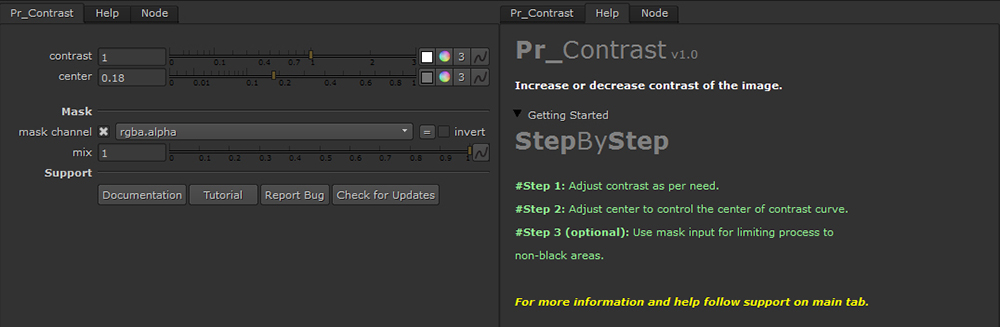 Pr_Contrast Help Node
contrast 1 0 0.1 0.4 0.7 1 2 3 3
center 0.18 0 0.01 0.1 0.2 0.4 0.6 0.8 1 3
Mask
mask channel rgba.alpha = invert
mix 1 0 0.1 0.2 0.3 0.4 0.5 0.6 0.7 0.8 0.9 1
Support
Documentation Tutorial Report Bug Check for Updates
Pr_Contrast Help Node
Pr_Contrast v1.0
Increase or decrease contrast of the image.
Getting Started
StepByStep
#Step 1: Adjust contrast as per need.
#Step 2: Adjust center to control the center of contrast curve.
#Step 3 (optional): Use mask input for limiting process to
non-black areas.
For more information and help follow support on main tab.